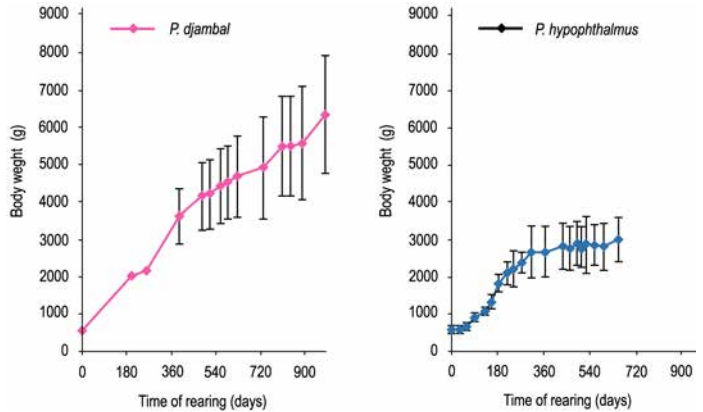 9000
8000
7000
6000
5000
4000
3000
2000
1000
0
Body weght (g)
P. djambal
0 180 360 540 720 900
Time of rearing (days)
9000
8000
7000
6000
5000
4000
3000
2000
1000
0
Body weght (g)
P. hypophthalmus
0 180 360 540 720 900
Time of rearing (days)